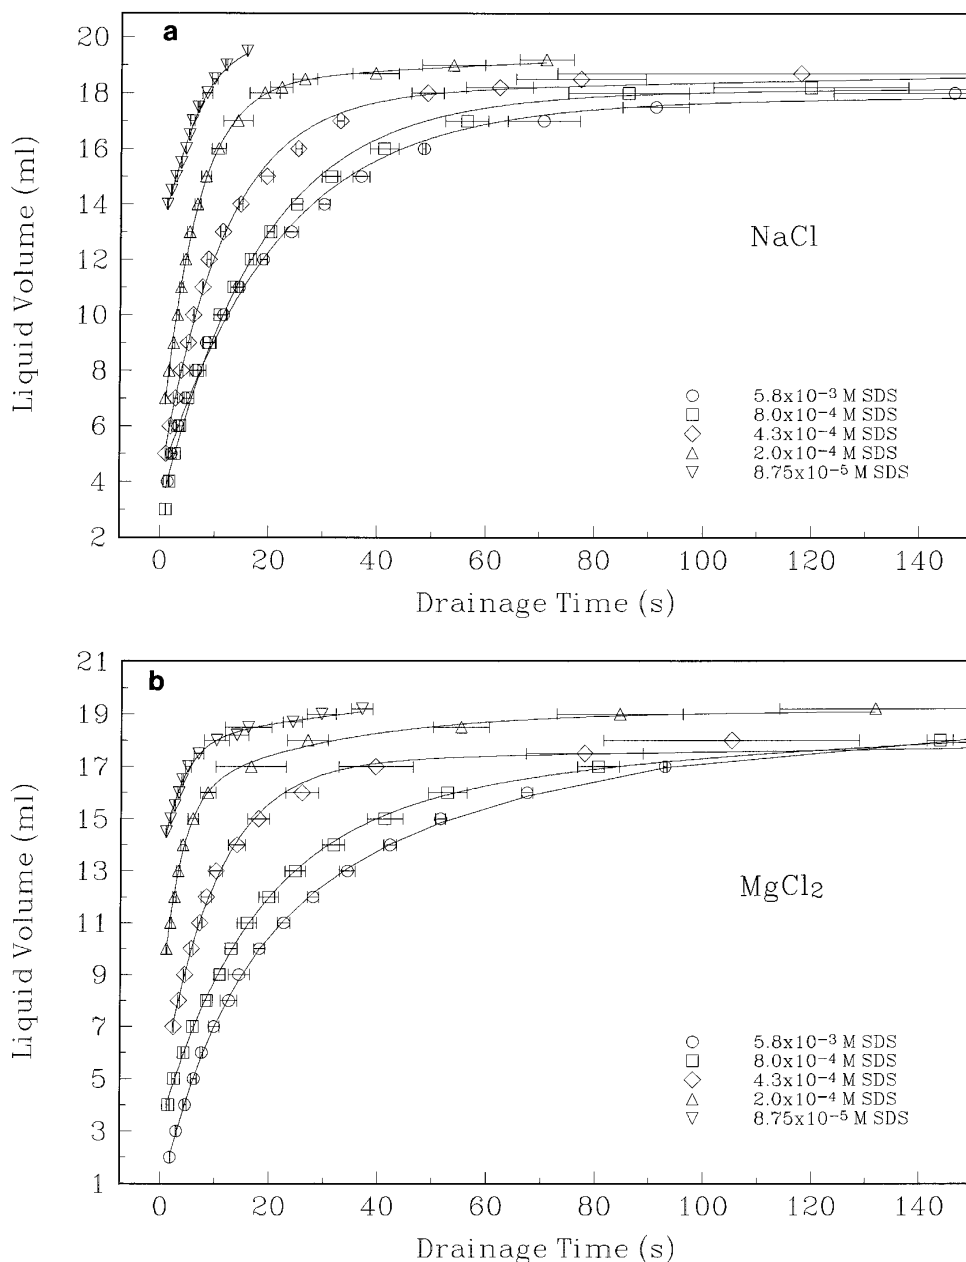 a
20
18
16
14
12
10
8
6
4
2
Liquid Volume (ml)
NaCl
5.8x10⁻³ M SDS
8.0x10⁻⁴ M SDS
4.3x10⁻⁴ M SDS
2.0x10⁻⁴ M SDS
8.75x10⁻⁵ M SDS
0 20 40 60 80 100 120 140
Drainage Time (s)
b
21
19
17
15
13
11
9
7
5
3
1
Liquid Volume (ml)
MgCl₂
5.8x10⁻³ M SDS
8.0x10⁻⁴ M SDS
4.3x10⁻⁴ M SDS
2.0x10⁻⁴ M SDS
8.75x10⁻⁵ M SDS
0 20 40 60 80 100 120 140
Drainage Time (s)